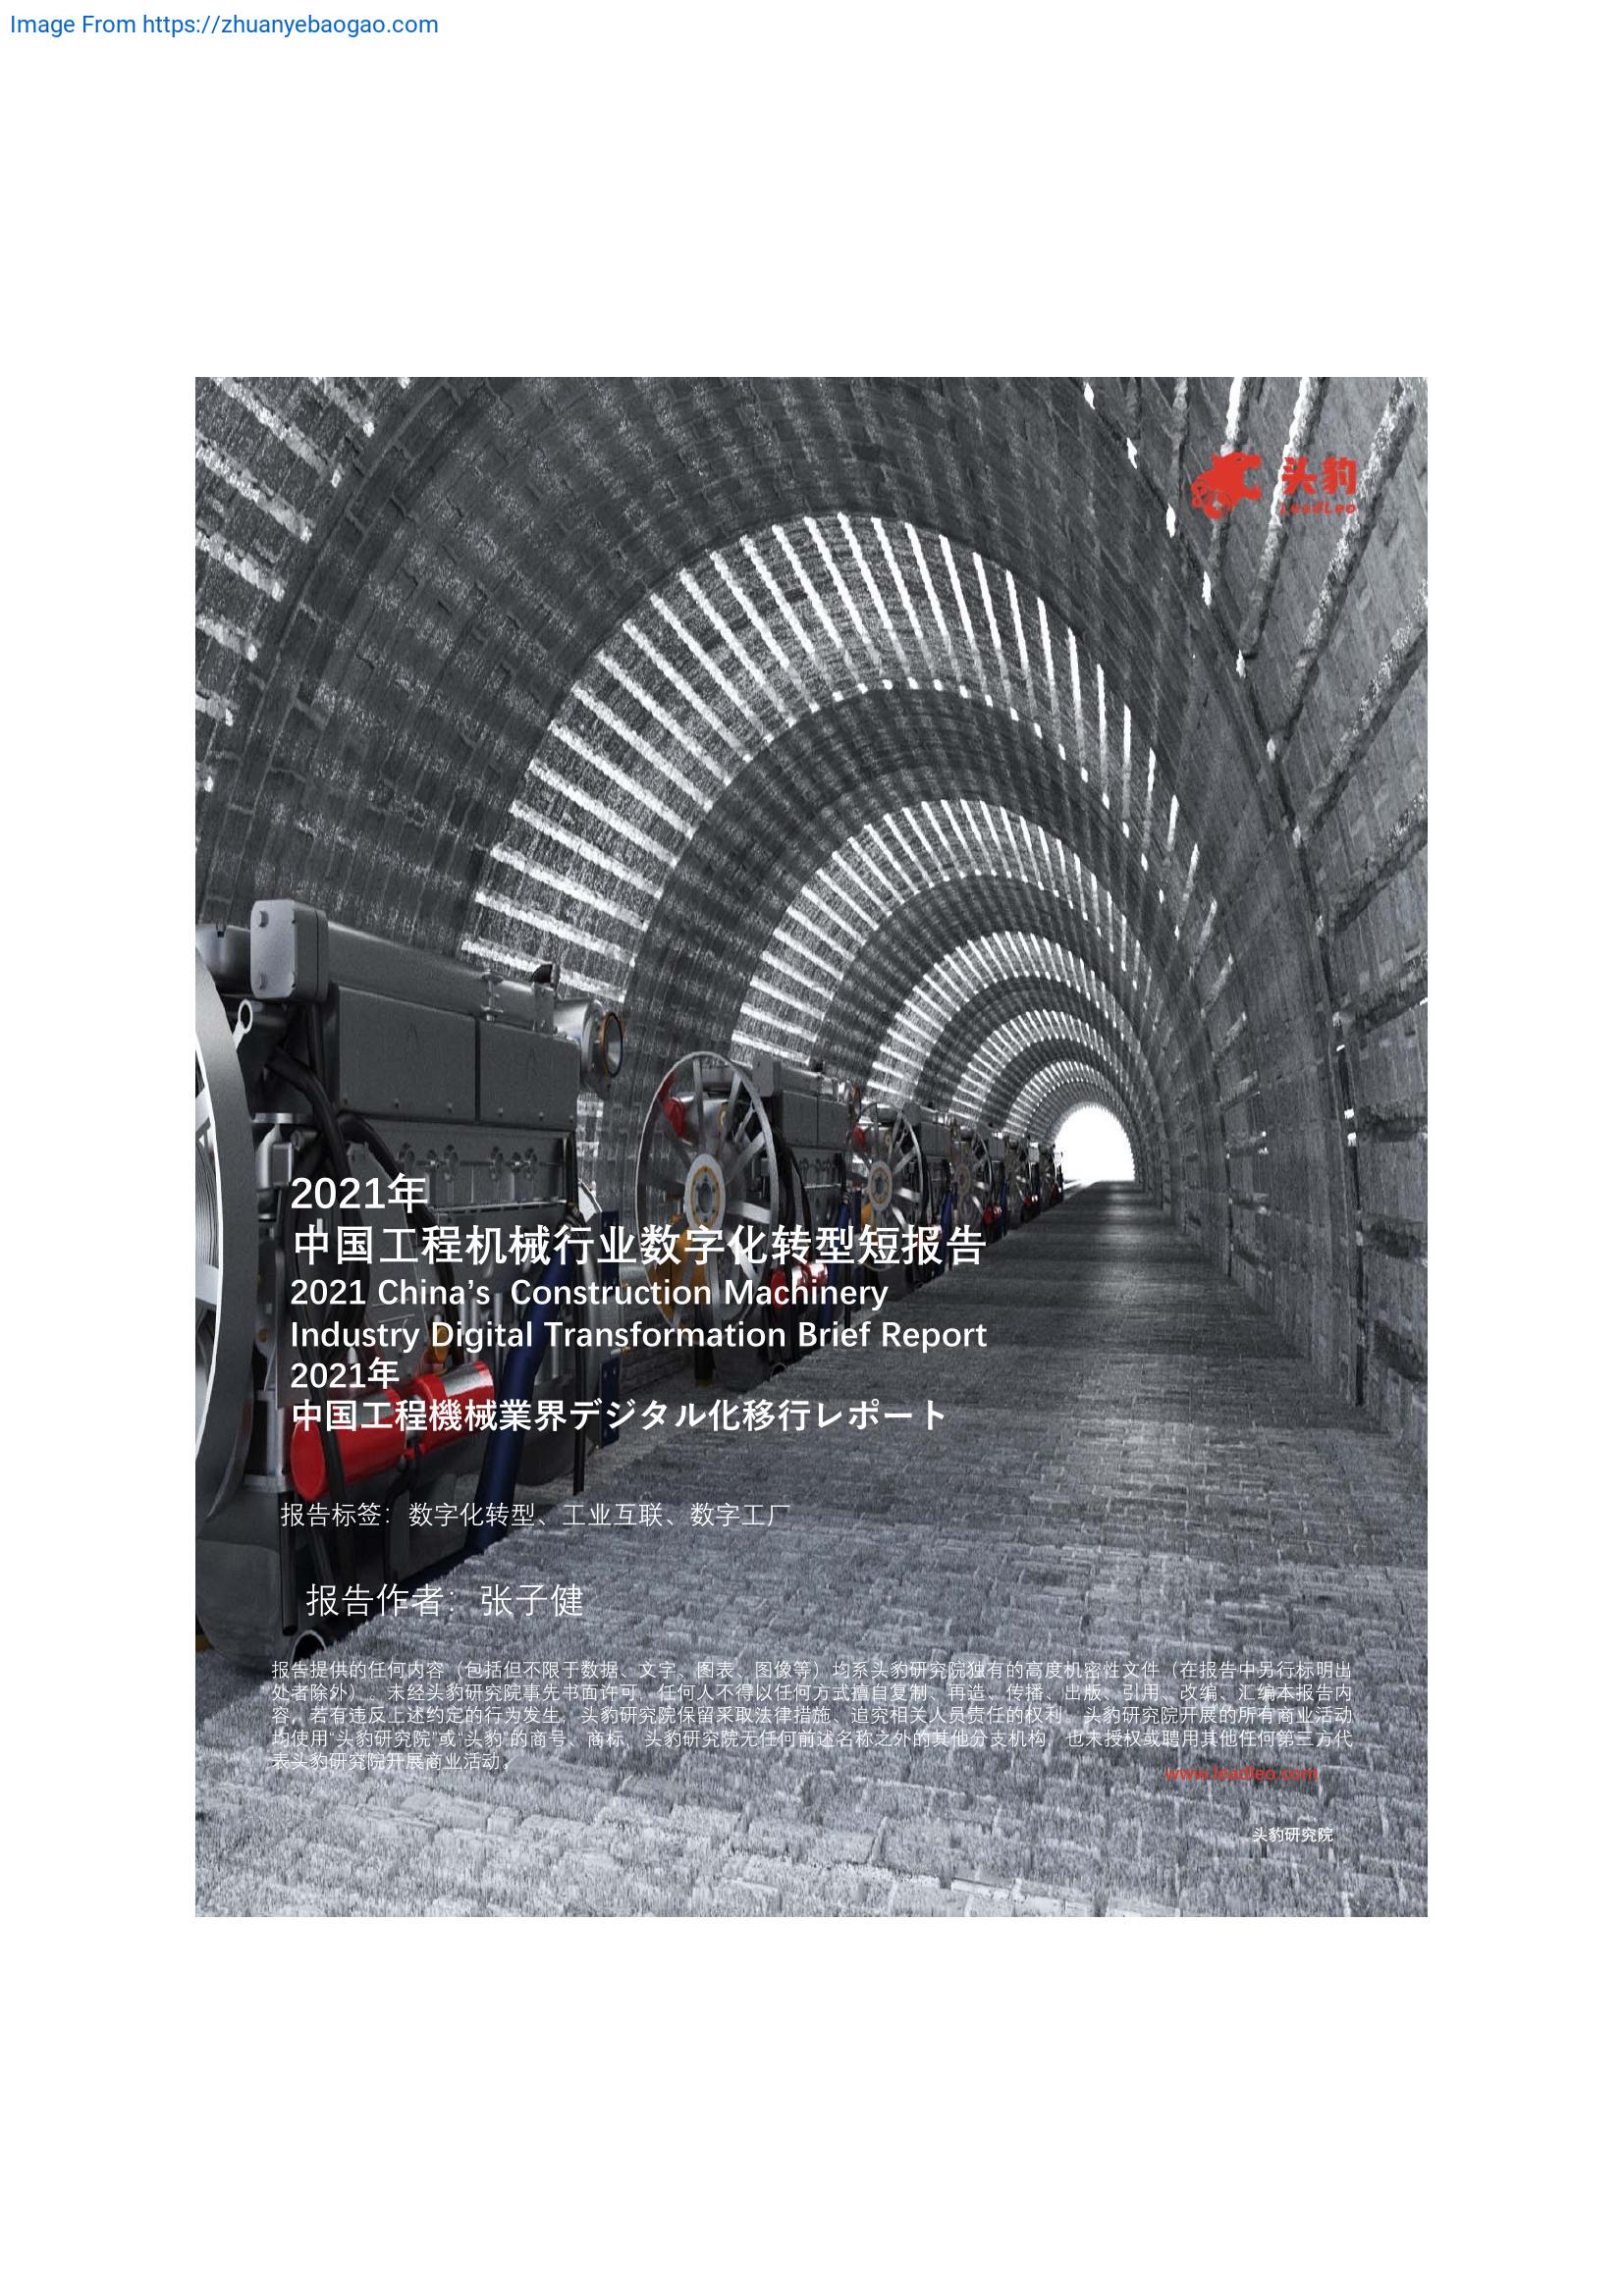 Image From https://zhuanyebaogao.com
头豹
LeadLeo
2021年
中国工程机械行业数字化转型短报告
2021 China’s Construction Machinery
Industry Digital Transformation Brief Report
2021年
中国工程機械業界デジタル化移行レポート
报告标签：数字化转型、工业互联、数字工厂
报告作者：张子健
报告提供的任何内容（包括但不限于数据、文字、图表、图像等）均系头豹研究院独有的高度机密性文件（在报告中另行标明出
处者除外）。未经头豹研究院事先书面许可，任何人不得以任何方式擅自复制、再造、传播、出版、引用、改编、汇编本报告内
容，若有违反上述约定的行为发生，头豹研究院保留采取法律措施、追究相关人员责任的权利。头豹研究院开展的所有商业活动
均使用“头豹研究院”或“头豹”的商号、商标，头豹研究院无任何前述名称之外的其他分支机构，也未授权或聘用其他任何第三方代
表头豹研究院开展商业活动。
www.leadleo.com
头豹研究院